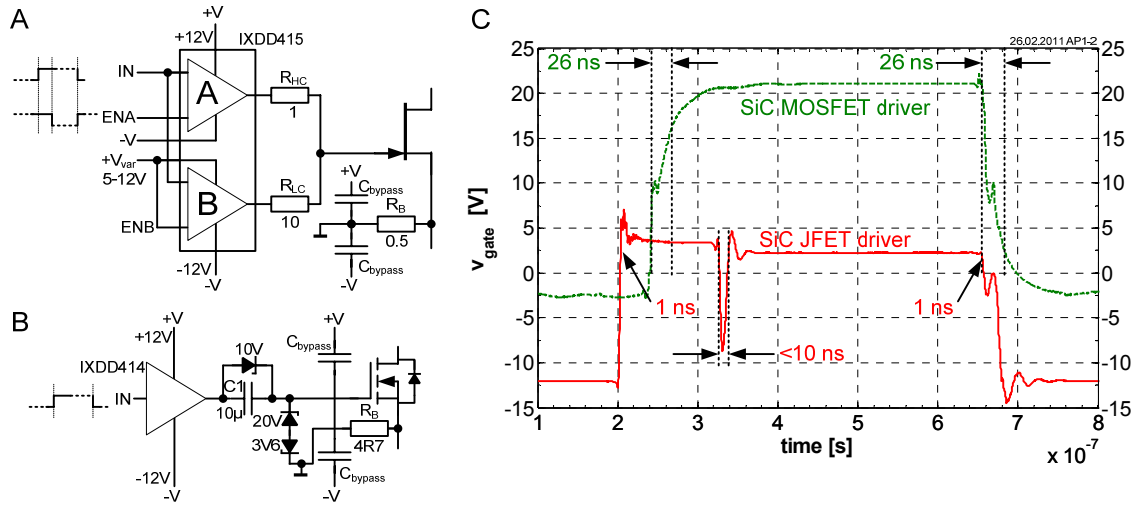 A
+V
+12V
IXDD415
IN
A
R_HC
1
ENA
-V
+V_var
5-12V
B
R_LC
10
+V
C_bypass
R_B
0.5
ENB
C_bypass
-12V
-V
-V
B
+V
+12V
IXDD414
IN
10V
C1
10µ
20V
3V6
+V
C_bypass
R_B
4R7
C_bypass
-V
-12V
-V
C
26.02.2011 AP1-2
26 ns
26 ns
SiC MOSFET driver
SiC JFET driver
1 ns
1 ns
<10 ns
v_gate [V]
25
20
15
10
5
0
-5
-10
-15
25
20
15
10
5
0
-5
-10
-15
1 2 3 4 5 6 7 8
time [s]
x 10^-7